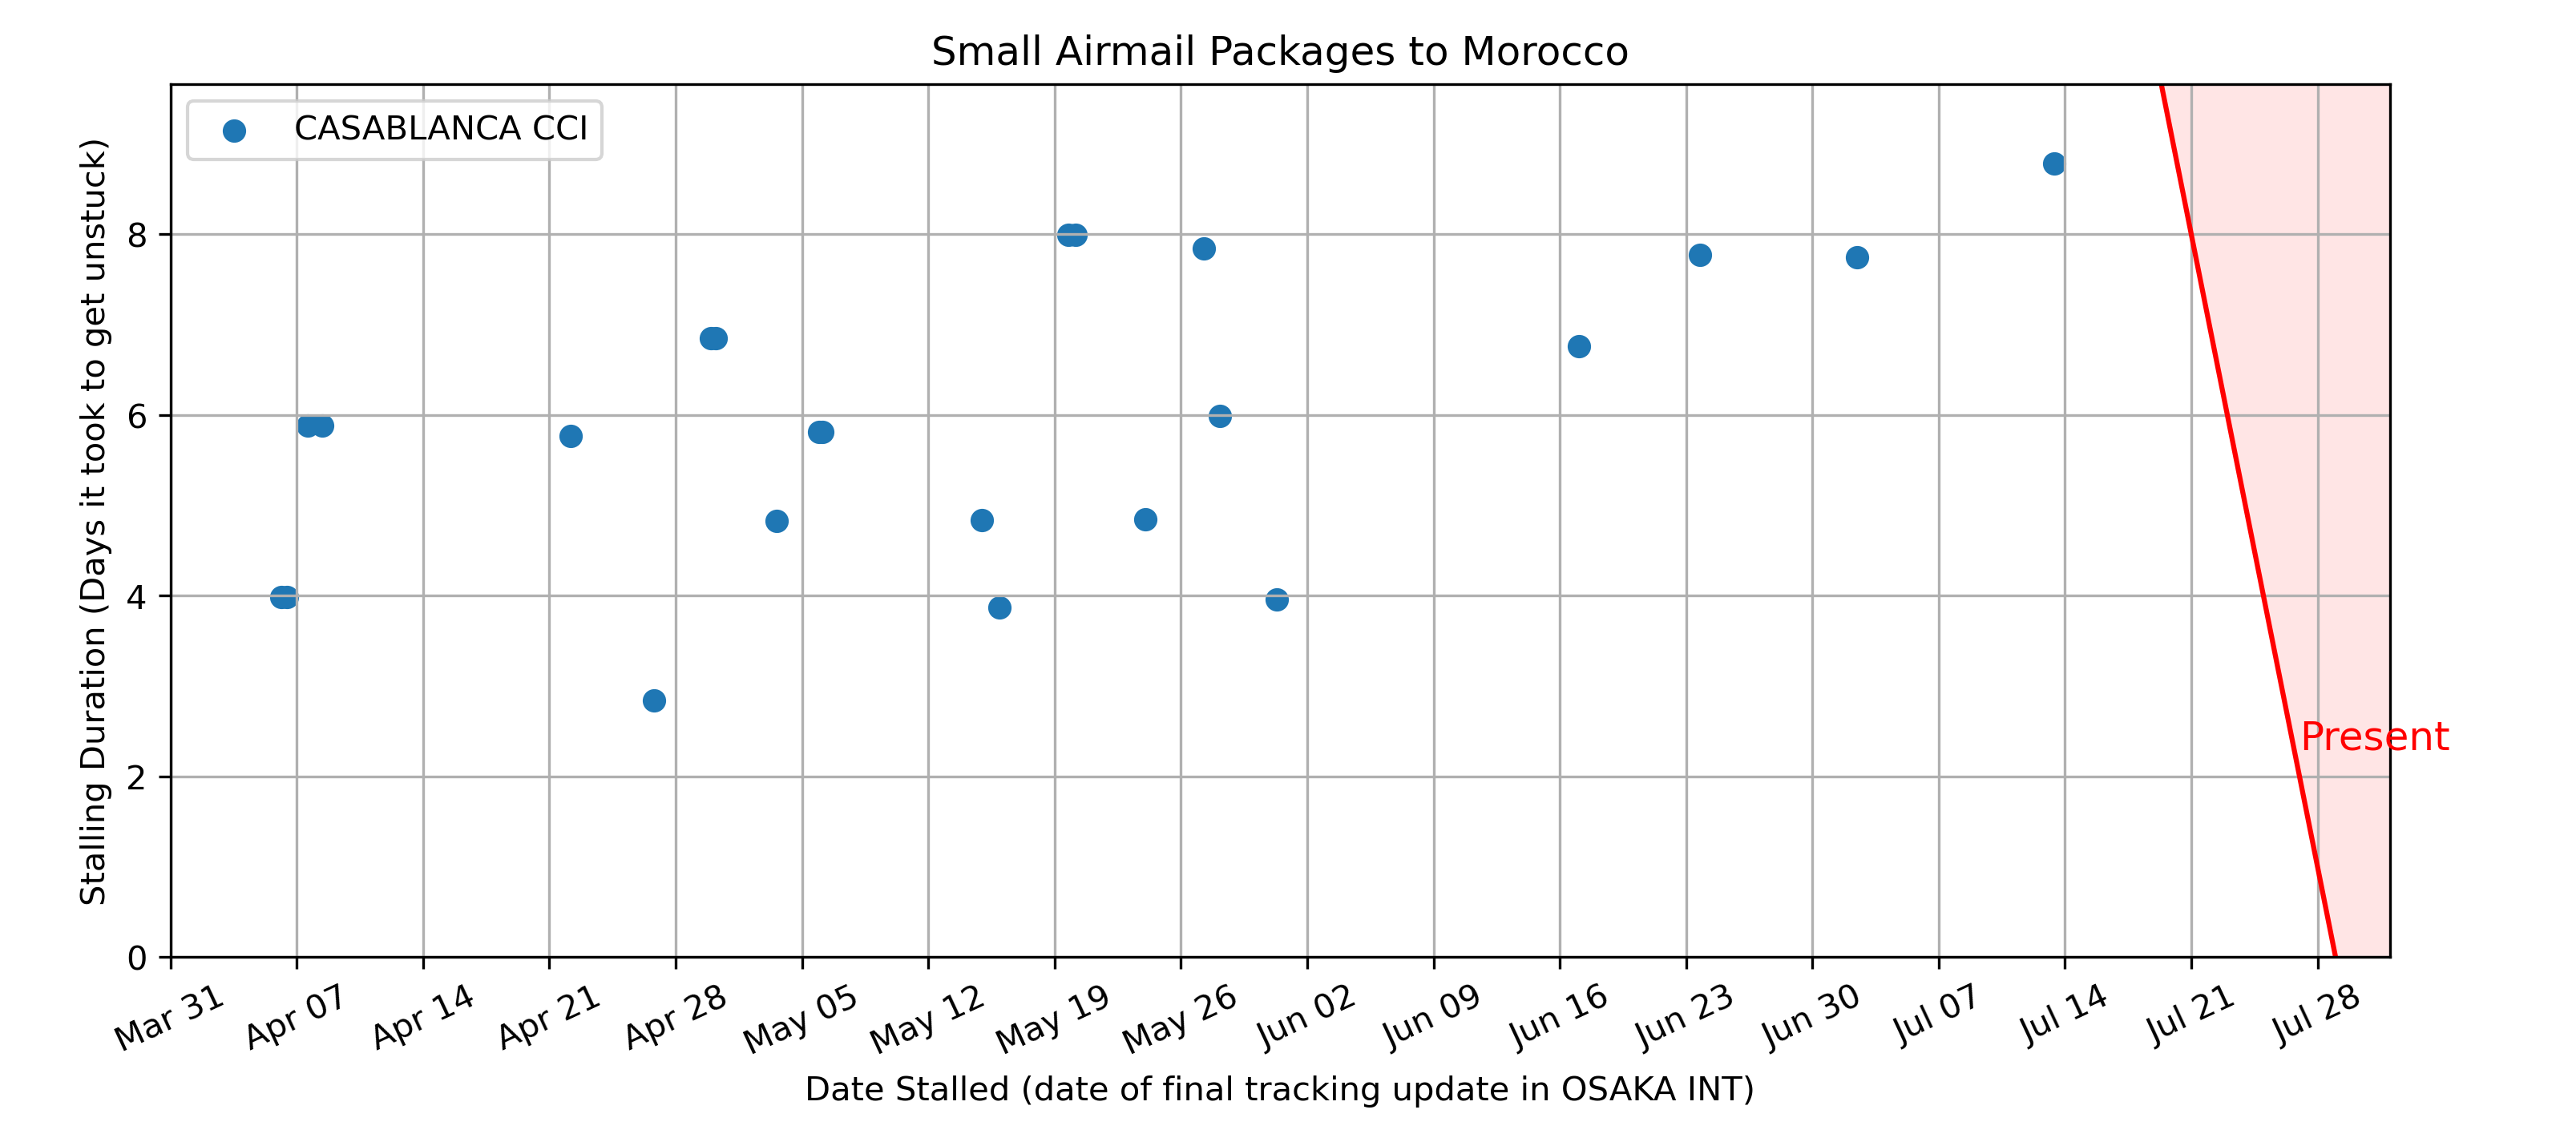 Small Airmail Packages to Morocco
CASABLANCA CCI
Stalling Duration (Days it took to get unstuck)
8
6
4
2
0
Present
Mar 31
Apr 07
Apr 14
Apr 21
Apr 28
May 05
May 12
May 19
May 26
Jun 02
Jun 09
Jun 16
Jun 23
Jun 30
Jul 07
Jul 14
Jul 21
Jul 28
Date Stalled (date of final tracking update in OSAKA INT)